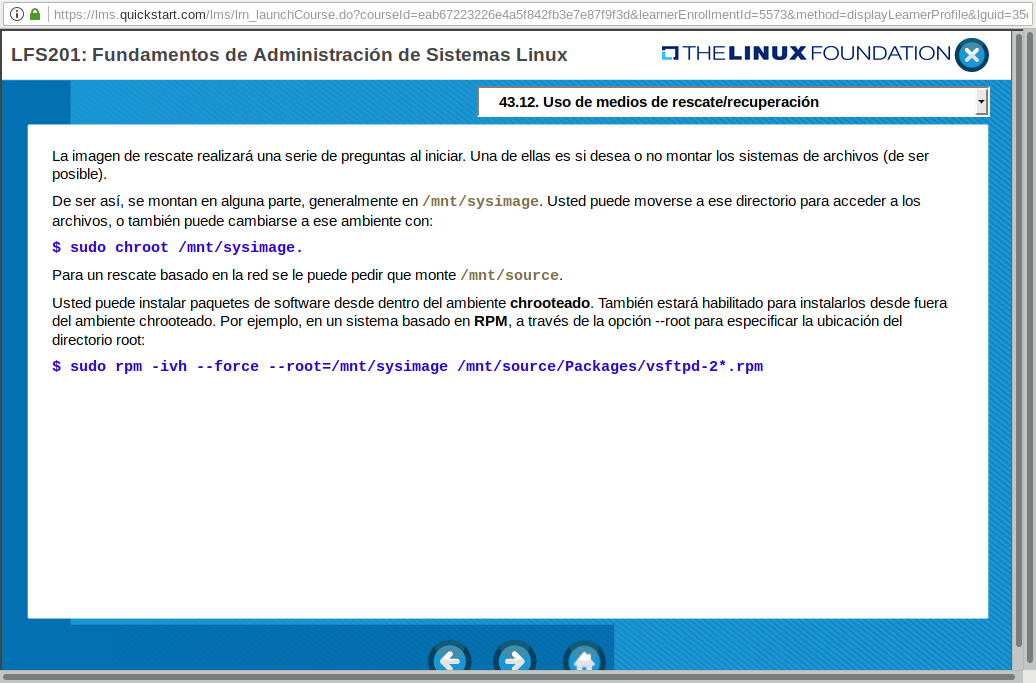 https://lms.quickstart.com/lms/lrn_launchCourse.do?courseId=eab67223226e4a5f842fb3e7e87f9f3d&learnerEnrollmentId=5573&method=displayLearnerProfile&lguid=35
LFS201: Fundamentos de Administración de Sistemas Linux
THE LINUX FOUNDATION
43.12. Uso de medios de rescate/recuperación
La imagen de rescate realizará una serie de preguntas al iniciar. Una de ellas es si desea o no montar los sistemas de archivos (de ser
posible).
De ser así, se montan en alguna parte, generalmente en /mnt/sysimage. Usted puede moverse a ese directorio para acceder a los
archivos, o también puede cambiarse a ese ambiente con:
$ sudo chroot /mnt/sysimage.
Para un rescate basado en la red se le puede pedir que monte /mnt/source.
Usted puede instalar paquetes de software desde dentro del ambiente chrooteado. También estará habilitado para instalarlos desde fuera
del ambiente chrooteado. Por ejemplo, en un sistema basado en RPM, a través de la opción --root para especificar la ubicación del
directorio root:
$ sudo rpm -ivh --force --root=/mnt/sysimage /mnt/source/Packages/vsftpd-2*.rpm